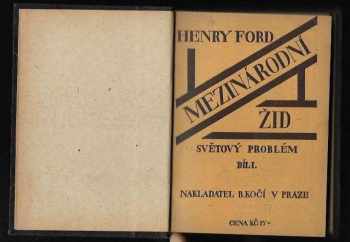 HENRY FORD
MEZINÁRODNÍ
ŽID
SVĚTOVÝ PROBLÉM
DÍL I.
NAKLADATEL B.KOČÍ V PRAZE
CENA KČ